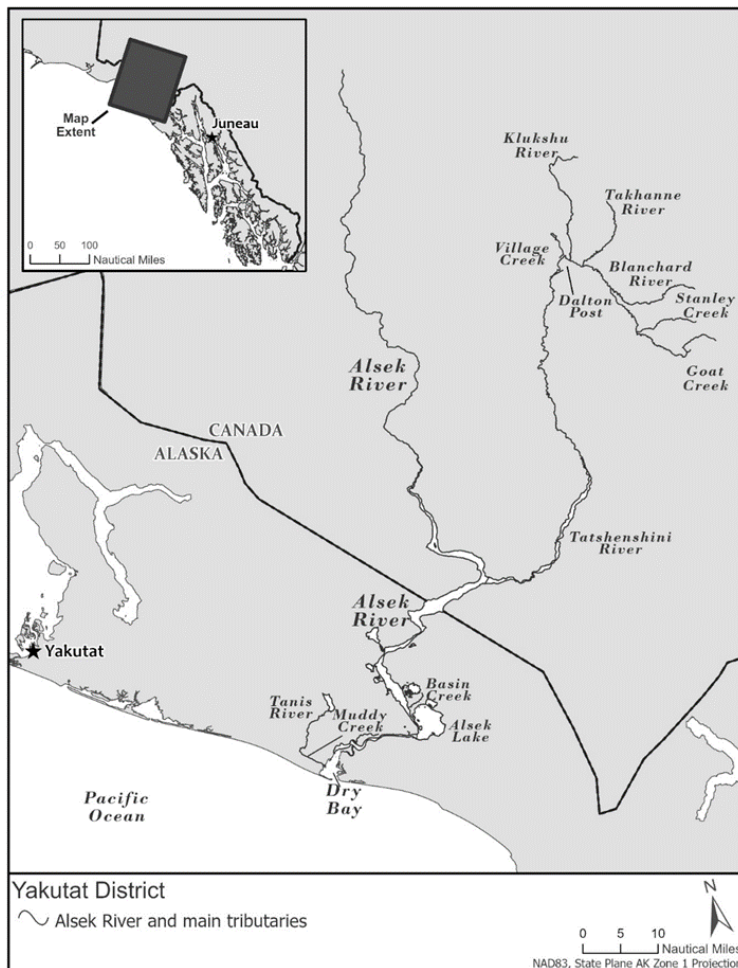 Juneau
Map
Extent
0 50 100
Nautical Miles
Klukshu
River
Takhanne
River
Village
Creek
Blanchard
River
Dalton
Post
Stanley
Creek
Goat
Creek
Alsek
River
CANADA
ALASKA
Tatshenshini
River
Alsek
River
Yakutat
Basin
Creek
Tanis
River
Muddy
Creek
Alsek
Lake
Dry
Bay
Pacific
Ocean
Yakutat District
Alsek River and main tributaries
N
0 5 10
Nautical Miles
NAD83, State Plane AK Zone 1 Projection